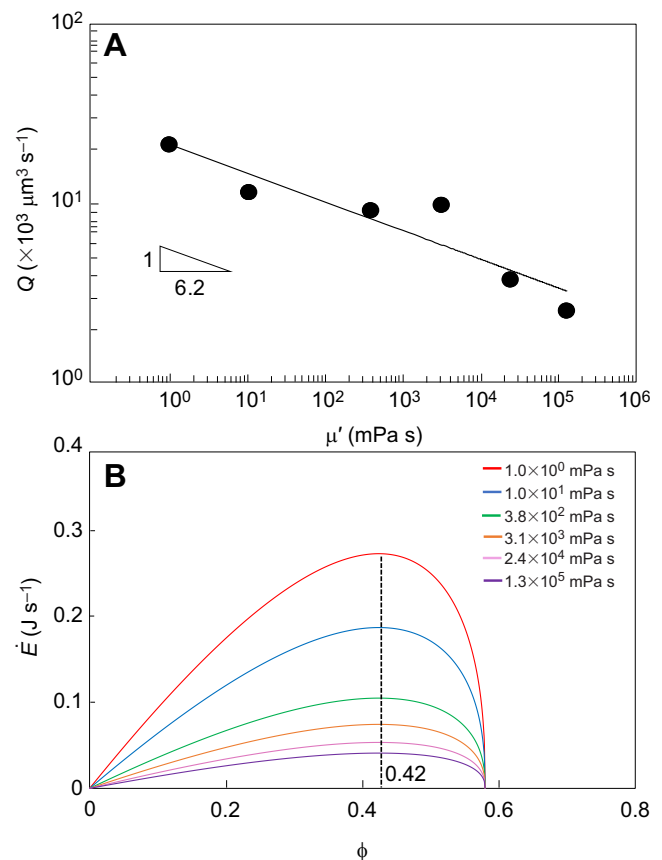 A
10²
10¹
10⁰
Q (×10³ μm³ s⁻¹)
1
6.2
10⁰ 10¹ 10² 10³ 10⁴ 10⁵ 10⁶
μ′ (mPa s)
B
0.4
0.3
0.2
0.1
0
Ė (J s⁻¹)
1.0×10⁰ mPa s
1.0×10¹ mPa s
3.8×10² mPa s
3.1×10³ mPa s
2.4×10⁴ mPa s
1.3×10⁵ mPa s
0.42
0 0.2 0.4 0.6 0.8
ϕ